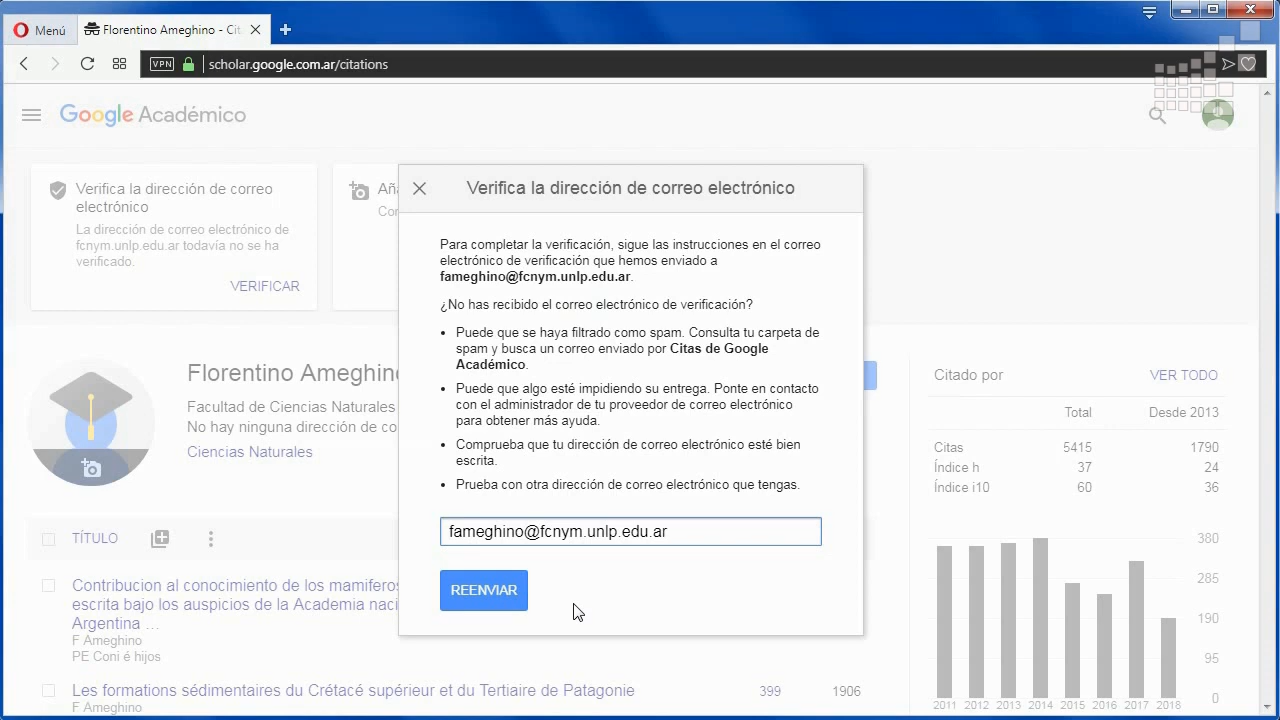 Menú
Florentino Ameghino - Cit
VPN
scholar.google.com.ar/citations
Google Académico
Verifica la dirección de correo
electrónico
La dirección de correo electrónico de
fcnym.unlp.edu.ar todavía no se ha
verificado.
VERIFICAR
Aña
Co
Verifica la dirección de correo electrónico
Para completar la verificación, sigue las instrucciones en el correo
electrónico de verificación que hemos enviado a
fameghino@fcnym.unlp.edu.ar.
¿No has recibido el correo electrónico de verificación?
• Puede que se haya filtrado como spam. Consulta tu carpeta de
spam y busca un correo enviado por Citas de Google
Académico.
• Puede que algo esté impidiendo su entrega. Ponte en contacto
con el administrador de tu proveedor de correo electrónico
para obtener más ayuda.
• Comprueba que tu dirección de correo electrónico esté bien
escrita.
• Prueba con otra dirección de correo electrónico que tengas.
fameghino@fcnym.unlp.edu.ar
REENVIAR
Florentino Ameghino
Facultad de Ciencias Naturales
No hay ninguna dirección de co
Ciencias Naturales
TÍTULO
Contribucion al conocimiento de los mamiferos
escrita bajo los auspicios de la Academia naci
Argentina ...
F Ameghino
PE Coni é hijos
Les formations sédimentaires du Crétacé supérieur et du Tertiaire de Patagonie 399 1906
F Ameghino
Citado por VER TODO
Total Desde 2013
Citas 5415 1790
Índice h 37 24
Índice i10 60 36
380
285
190
95
0
2011 2012 2013 2014 2015 2016 2017 2018